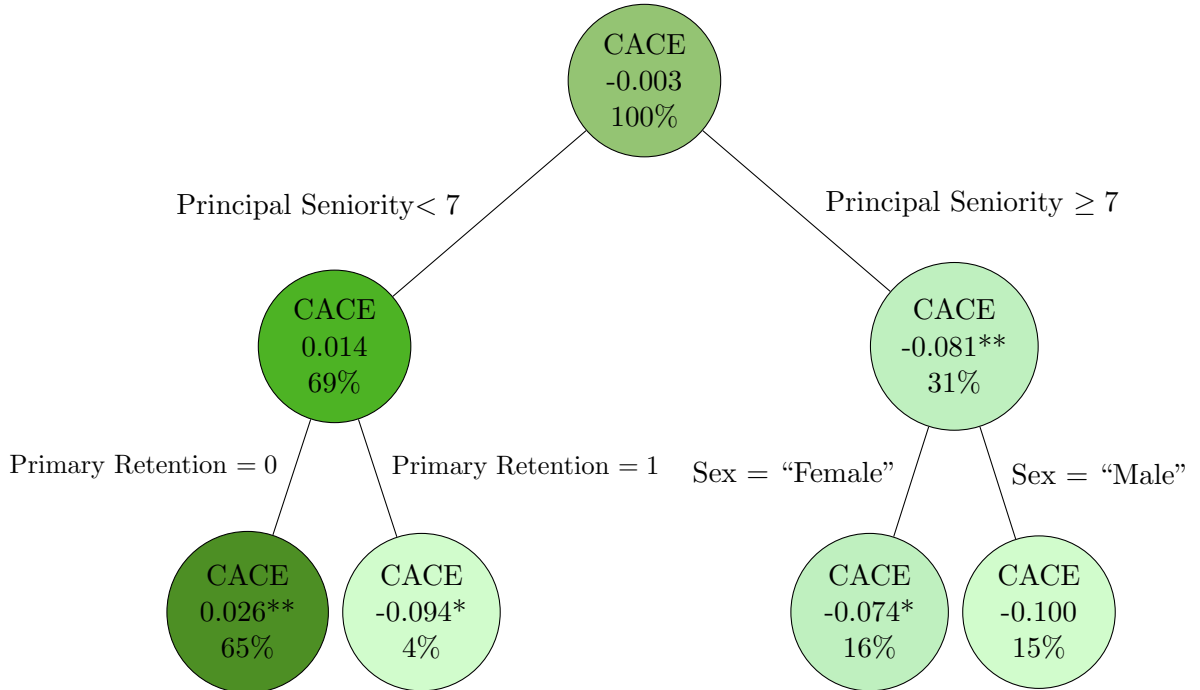 CACE
-0.003
100%
Principal Seniority< 7
Principal Seniority ≥ 7
CACE
0.014
69%
CACE
-0.081**
31%
Primary Retention = 0
Primary Retention = 1
Sex = “Female”
Sex = “Male”
CACE
0.026**
65%
CACE
-0.094*
4%
CACE
-0.074*
16%
CACE
-0.100
15%